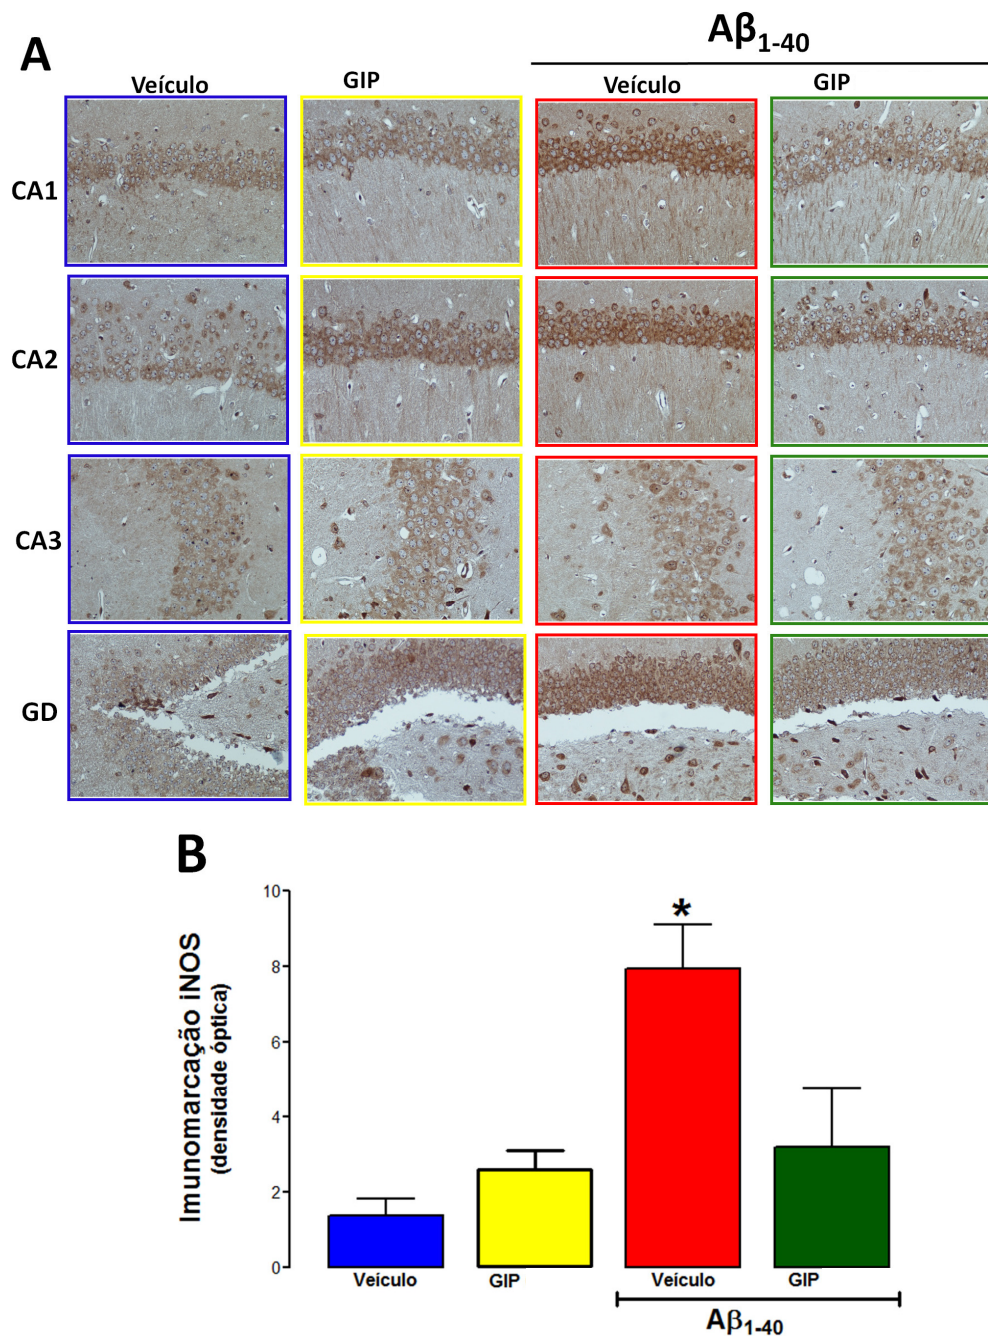 A
Aβ1-40
Veículo GIP Veículo GIP
CA1
CA2
CA3
GD
B
Imunomarcação iNOS
(densidade óptica)
10
8
6
4
2
0
*
Veículo GIP Veículo GIP
Aβ1-40